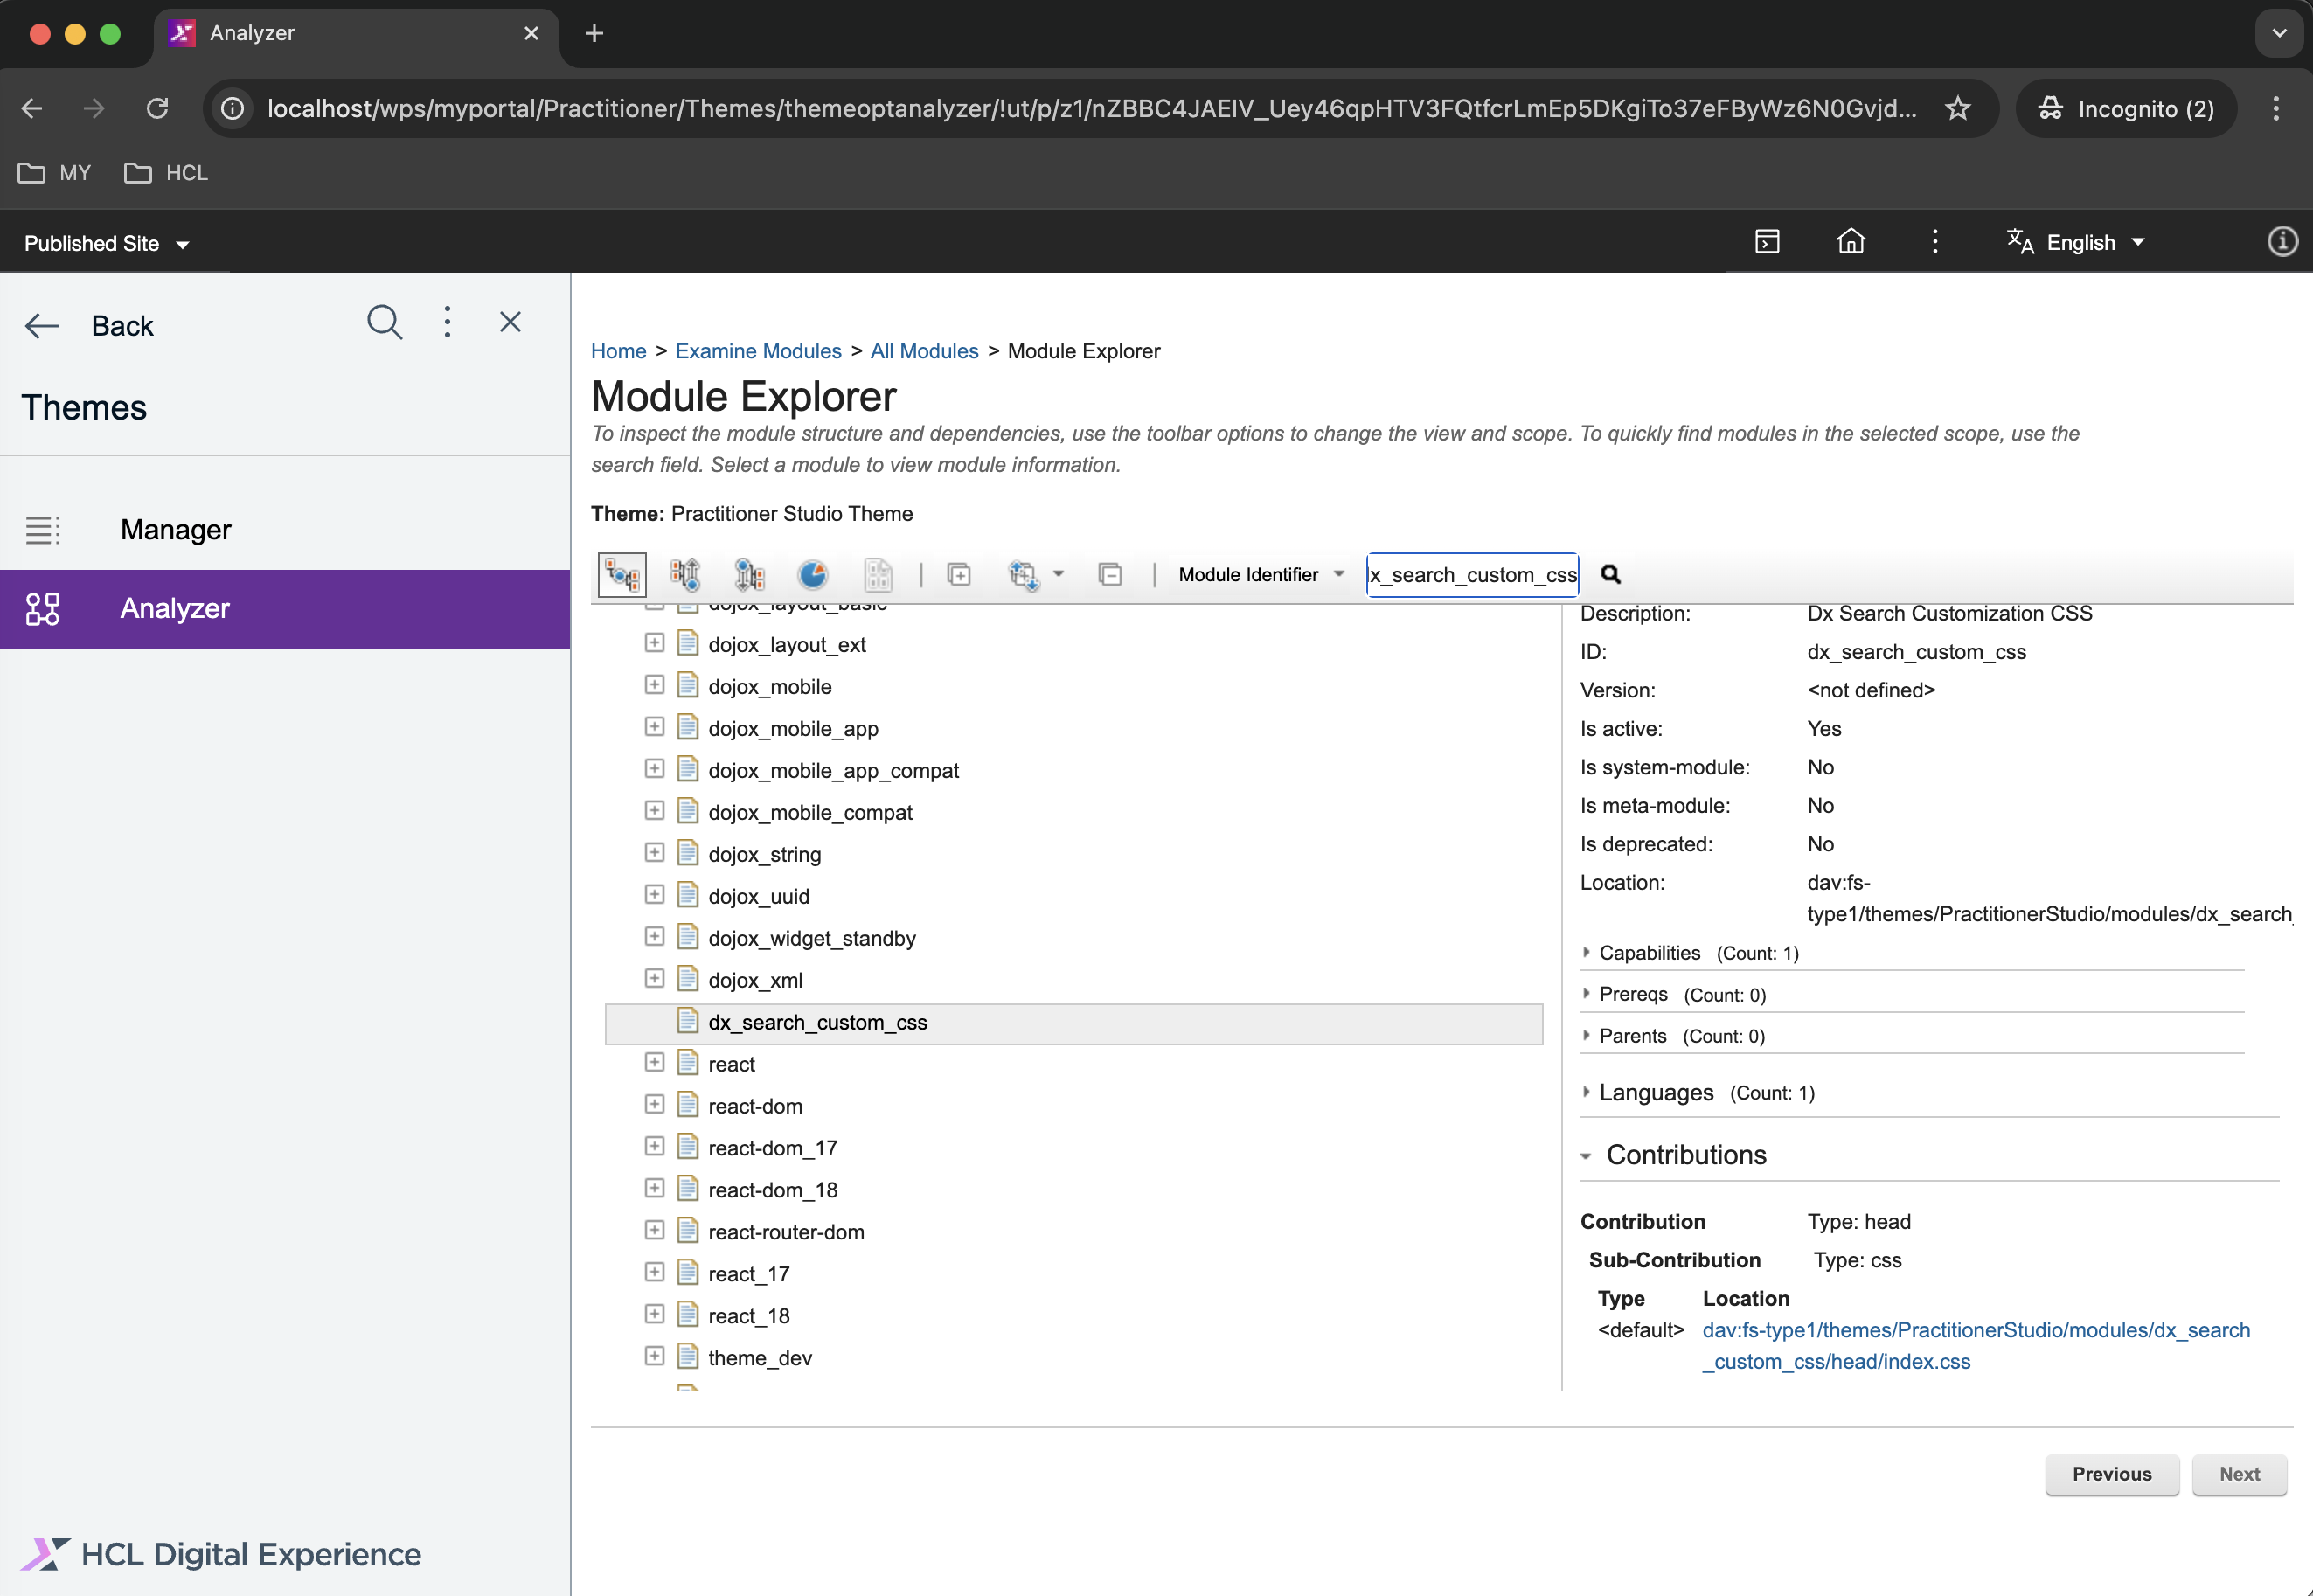 Analyzer
localhost/wps/myportal/Practitioner/Themes/themeoptanalyzer/!ut/p/z1/nZBBC4JAEIV_Uey46qpHTV3FQtfcrLmEp5DKgiTo37eFByWz6N0Gvjd...
Incognito (2)
MY
HCL
Published Site
English
Back
Themes
Manager
Analyzer
HCL Digital Experience
Home > Examine Modules > All Modules > Module Explorer
Module Explorer
To inspect the module structure and dependencies, use the toolbar options to change the view and scope. To quickly find modules in the selected scope, use the
search field. Select a module to view module information.
Theme: Practitioner Studio Theme
Module Identifier
x_search_custom_css
dojox_layout_basic
dojox_layout_ext
dojox_mobile
dojox_mobile_app
dojox_mobile_app_compat
dojox_mobile_compat
dojox_string
dojox_uuid
dojox_widget_standby
dojox_xml
dx_search_custom_css
react
react-dom
react-dom_17
react-dom_18
react-router-dom
react_17
react_18
theme_dev
Description: Dx Search Customization CSS
ID: dx_search_custom_css
Version: <not defined>
Is active: Yes
Is system-module: No
Is meta-module: No
Is deprecated: No
Location: dav:fs-
type1/themes/PractitionerStudio/modules/dx_search_
Capabilities (Count: 1)
Prereqs (Count: 0)
Parents (Count: 0)
Languages (Count: 1)
Contributions
Contribution Type: head
Sub-Contribution Type: css
Type Location
<default> dav:fs-type1/themes/PractitionerStudio/modules/dx_search
_custom_css/head/index.css
Previous
Next